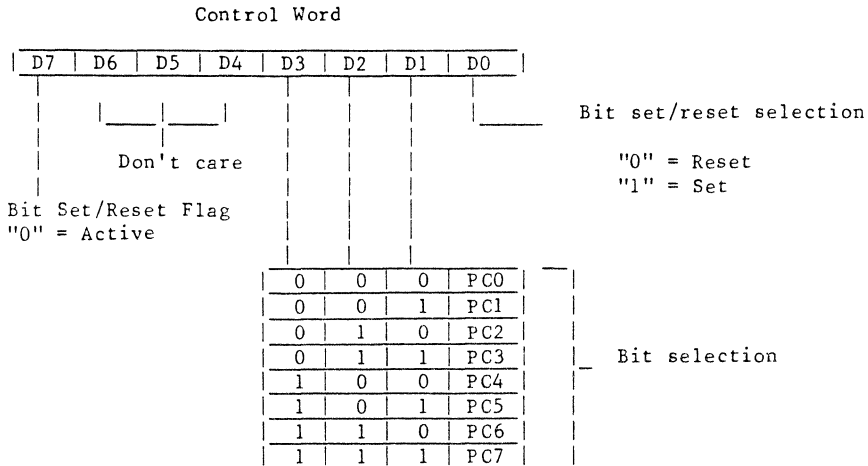 Control Word
D7 | D6 | D5 | D4 | D3 | D2 | D1 | D0
Bit set/reset selection
Don't care
"0" = Reset
"1" = Set
Bit Set/Reset Flag
"0" = Active
0 | 0 | 0 | PC0
0 | 0 | 1 | PC1
0 | 1 | 0 | PC2
0 | 1 | 1 | PC3
Bit selection
1 | 0 | 0 | PC4
1 | 0 | 1 | PC5
1 | 1 | 0 | PC6
1 | 1 | 1 | PC7